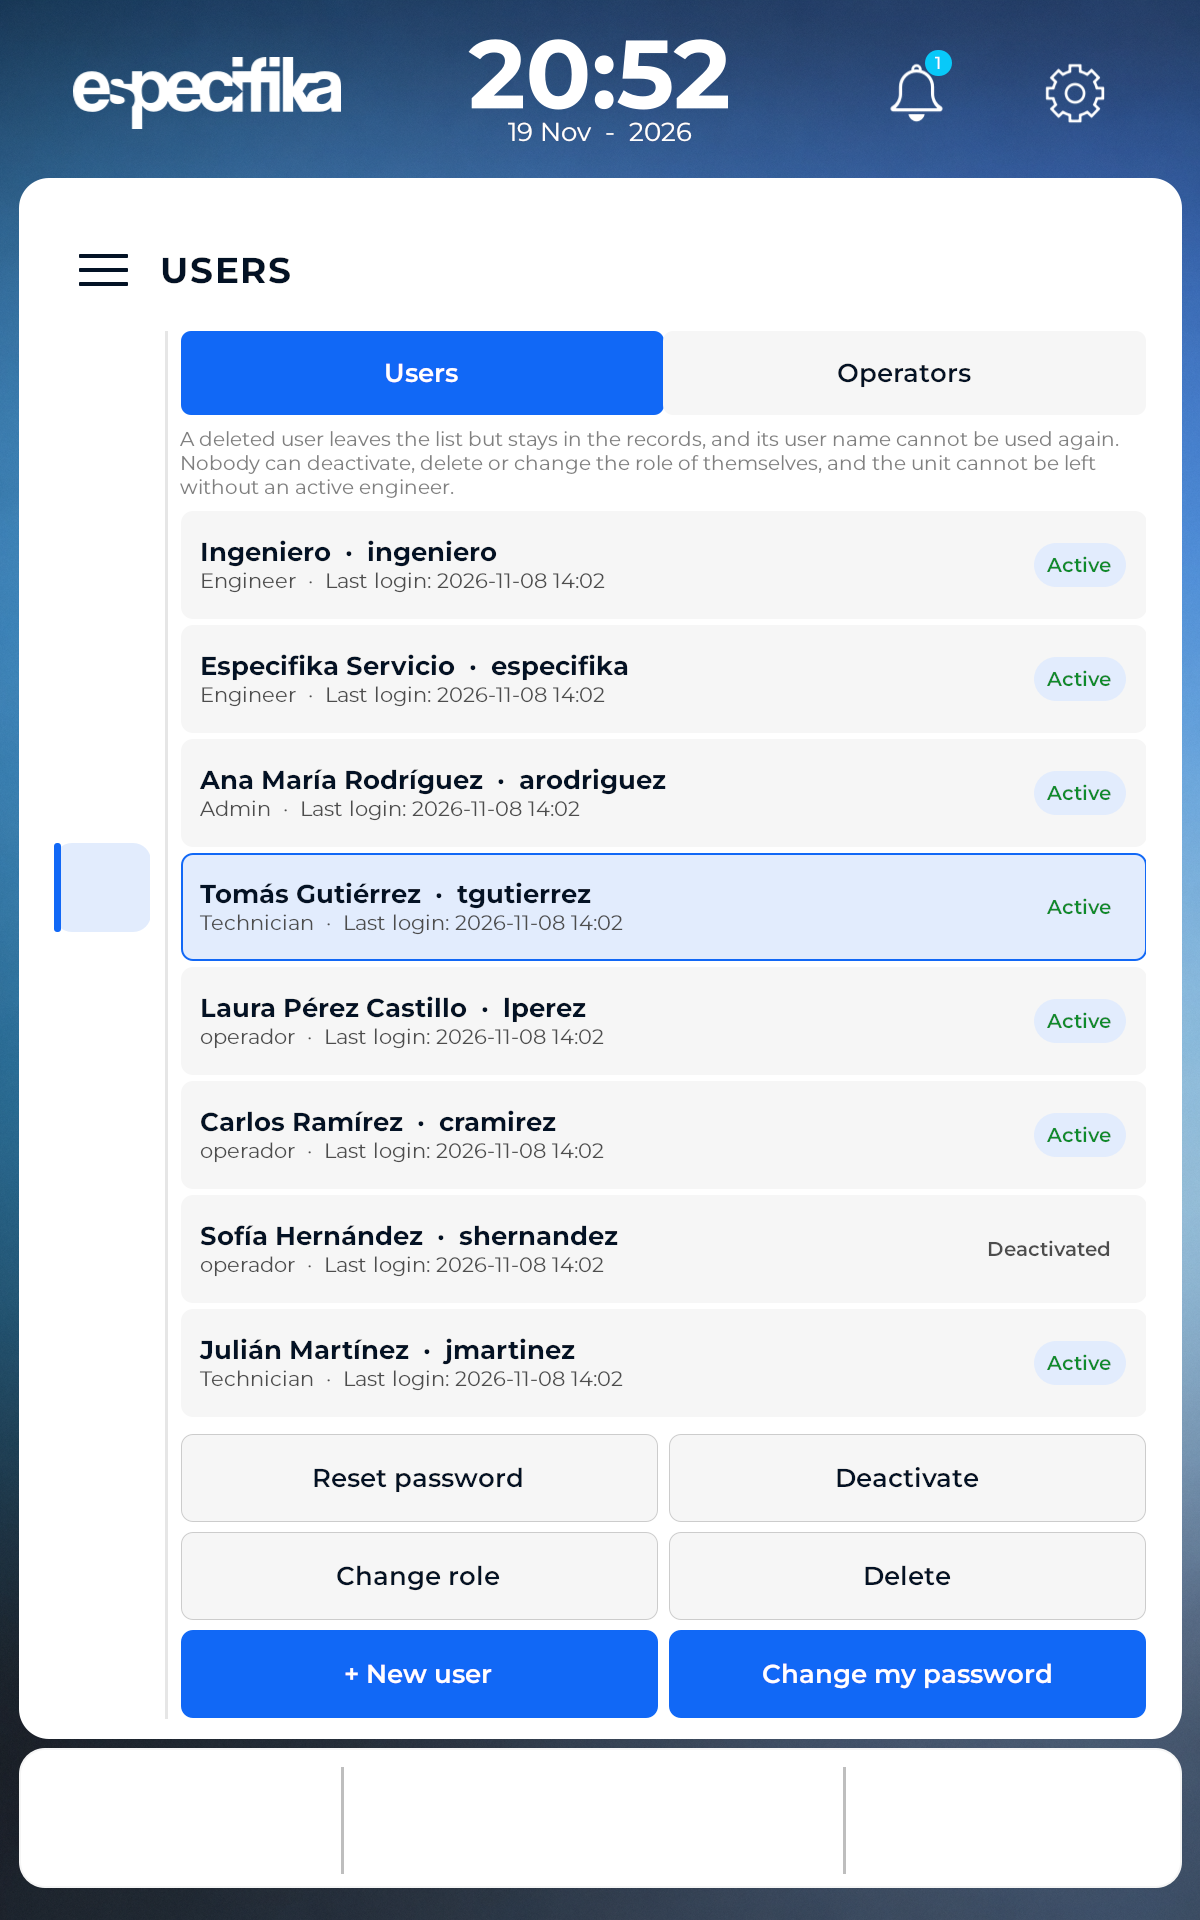 especifika
20:52
1
19 Nov - 2026
USERS
Users
Operators
A deleted user leaves the list but stays in the records, and its user name cannot be used again.
Nobody can deactivate, delete or change the role of themselves, and the unit cannot be left
without an active engineer.
Ingeniero · ingeniero
Engineer · Last login: 2026-11-08 14:02
Active
Especifika Servicio · especifika
Engineer · Last login: 2026-11-08 14:02
Active
Ana María Rodríguez · arodriguez
Admin · Last login: 2026-11-08 14:02
Active
Tomás Gutiérrez · tgutierrez
Technician · Last login: 2026-11-08 14:02
Active
Laura Pérez Castillo · lperez
operador · Last login: 2026-11-08 14:02
Active
Carlos Ramírez · cramirez
operador · Last login: 2026-11-08 14:02
Active
Sofía Hernández · shernandez
operador · Last login: 2026-11-08 14:02
Deactivated
Julián Martínez · jmartinez
Technician · Last login: 2026-11-08 14:02
Active
Reset password
Deactivate
Change role
Delete
+ New user
Change my password